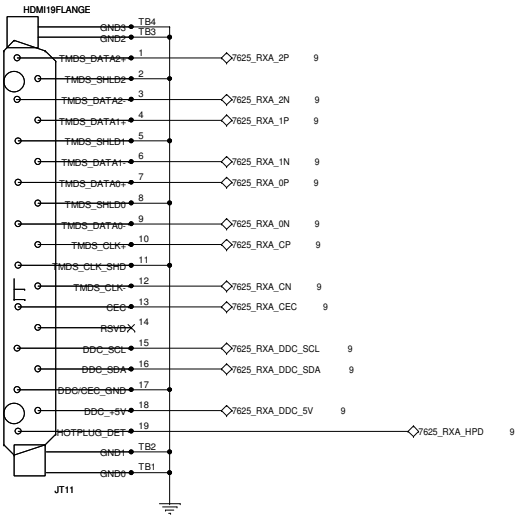 HDMI19FLANGE
GND3 TB4
GND2 TB3
TMDS_DATA2+ 1 7625_RXA_2P 9
TMDS_SHLD2 2
TMDS_DATA2- 3 7625_RXA_2N 9
TMDS_DATA1+ 4 7625_RXA_1P 9
TMDS_SHLD1 5
TMDS_DATA1- 6 7625_RXA_1N 9
TMDS_DATA0+ 7 7625_RXA_0P 9
TMDS_SHLD0 8
TMDS_DATA0- 9 7625_RXA_0N 9
TMDS_CLK+ 10 7625_RXA_CP 9
TMDS_CLK_SHD 11
TMDS_CLK- 12 7625_RXA_CN 9
CEC 13 7625_RXA_CEC 9
RSVD 14
DDC_SCL 15 7625_RXA_DDC_SCL 9
DDC_SDA 16 7625_RXA_DDC_SDA 9
DDC/CEC_GND 17
DDC_+5V 18 7625_RXA_DDC_5V 9
HOTPLUG_DET 19 7625_RXA_HPD 9
GND1 TB2
GND0 TB1
JT11